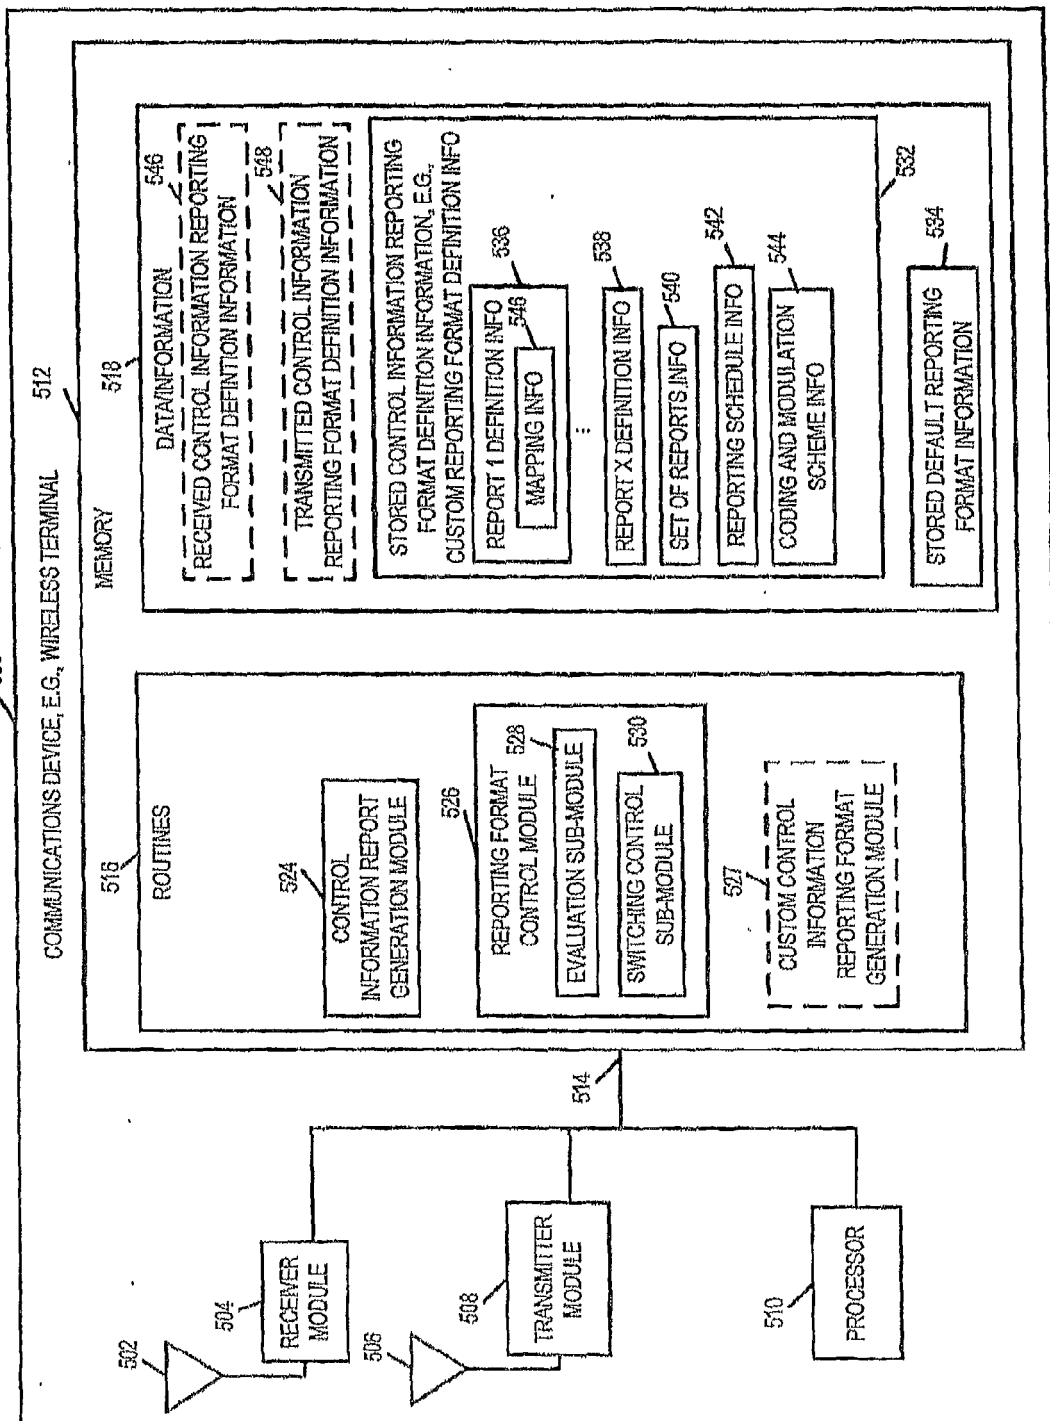 COMMUNICATIONS DEVICE, E.G., WIRELESS TERMINAL
512
MEMORY
502
504
RECEIVER
MODULE
506
508
TRANSMITTER
MODULE
510
PROCESSOR
514
516
ROUTINES
524
CONTROL
INFORMATION REPORT
GENERATION MODULE
526
REPORTING FORMAT
CONTROL MODULE
528
EVALUATION SUB-MODULE
530
SWITCHING CONTROL
SUB-MODULE
527
CUSTOM CONTROL
INFORMATION
REPORTING FORMAT
GENERATION MODULE
518
DATA/INFORMATION
546
RECEIVED CONTROL INFORMATION REPORTING
FORMAT DEFINITION INFORMATION
548
TRANSMITTED CONTROL INFORMATION
REPORTING FORMAT DEFINITION INFORMATION
STORED CONTROL INFORMATION REPORTING
FORMAT DEFINITION INFORMATION, E.G.,
CUSTOM REPORTING FORMAT DEFINITION INFO
536
REPORT 1 DEFINITION INFO
546
MAPPING INFO
...
538
REPORT X DEFINITION INFO
540
SET OF REPORTS INFO
542
REPORTING SCHEDULE INFO
544
CODING AND MODULATION
SCHEME INFO
532
534
STORED DEFAULT REPORTING
FORMAT INFORMATION